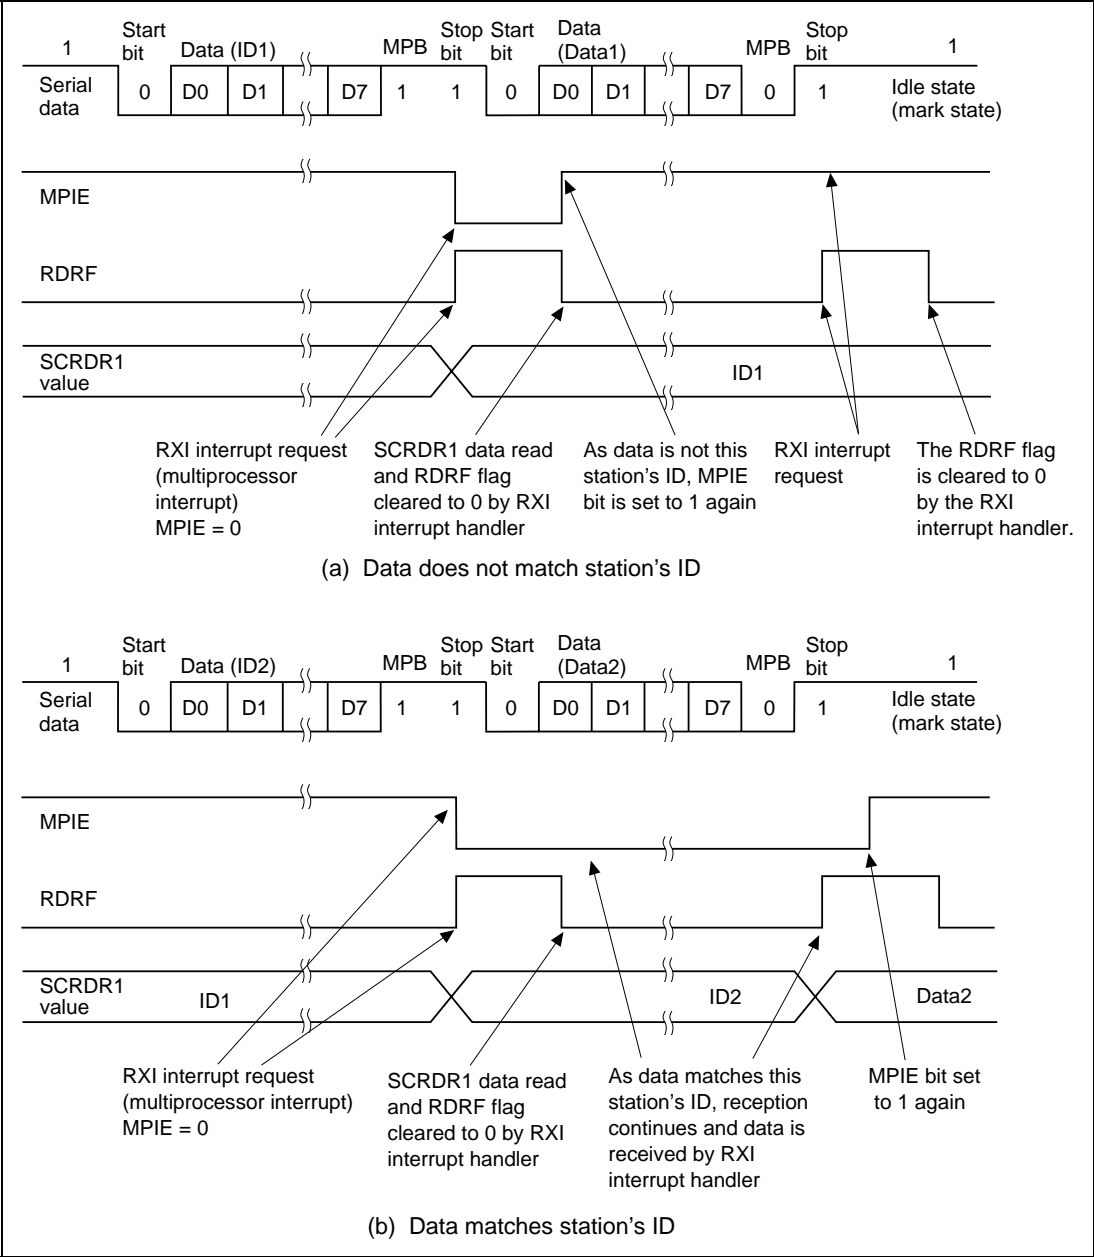 Start bit
Data (ID1)
MPB
Stop bit
Start bit
Data (Data1)
MPB
Stop bit
1
1
Serial data
0
D0
D1
D7
1
1
0
D0
D1
D7
0
1
Idle state (mark state)
MPIE
RDRF
SCRDR1 value
ID1
RXI interrupt request
(multiprocessor
interrupt)
MPIE = 0
SCRDR1 data read
and RDRF flag
cleared to 0 by RXI
interrupt handler
As data is not this
station's ID, MPIE
bit is set to 1 again
RXI interrupt
request
The RDRF flag
is cleared to 0
by the RXI
interrupt handler.
(a) Data does not match station's ID
Start bit
Data (ID2)
MPB
Stop bit
Start bit
Data (Data2)
MPB
Stop bit
1
1
Serial data
0
D0
D1
D7
1
1
0
D0
D1
D7
0
1
Idle state (mark state)
MPIE
RDRF
SCRDR1 value
ID1
ID2
Data2
RXI interrupt request
(multiprocessor interrupt)
MPIE = 0
SCRDR1 data read
and RDRF flag
cleared to 0 by RXI
interrupt handler
As data matches this
station's ID, reception
continues and data is
received by RXI
interrupt handler
MPIE bit set
to 1 again
(b) Data matches station's ID